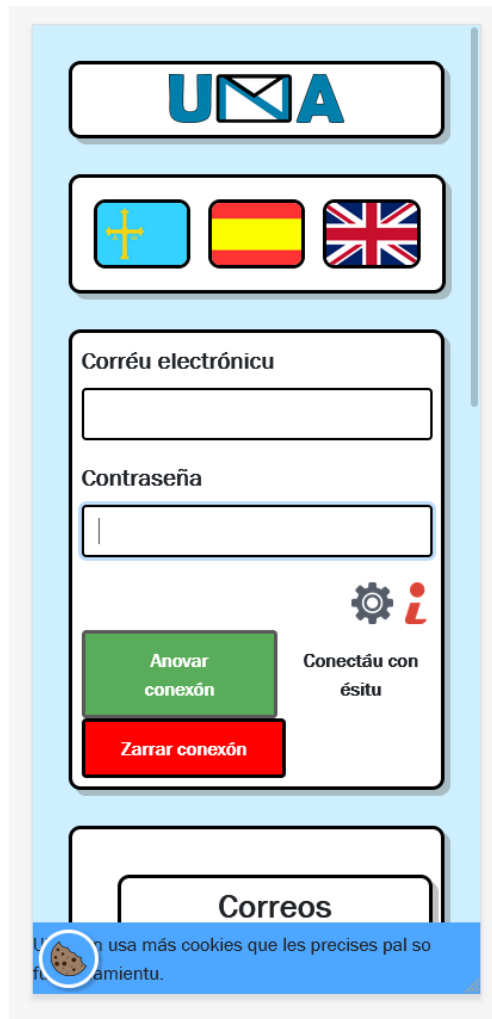 UMA
Corréu electrónicu
Contraseña
Anovar
conexón
Conectáu con
ésitu
Zarrar conexón
Correos
usa más cookies que les precises pal so